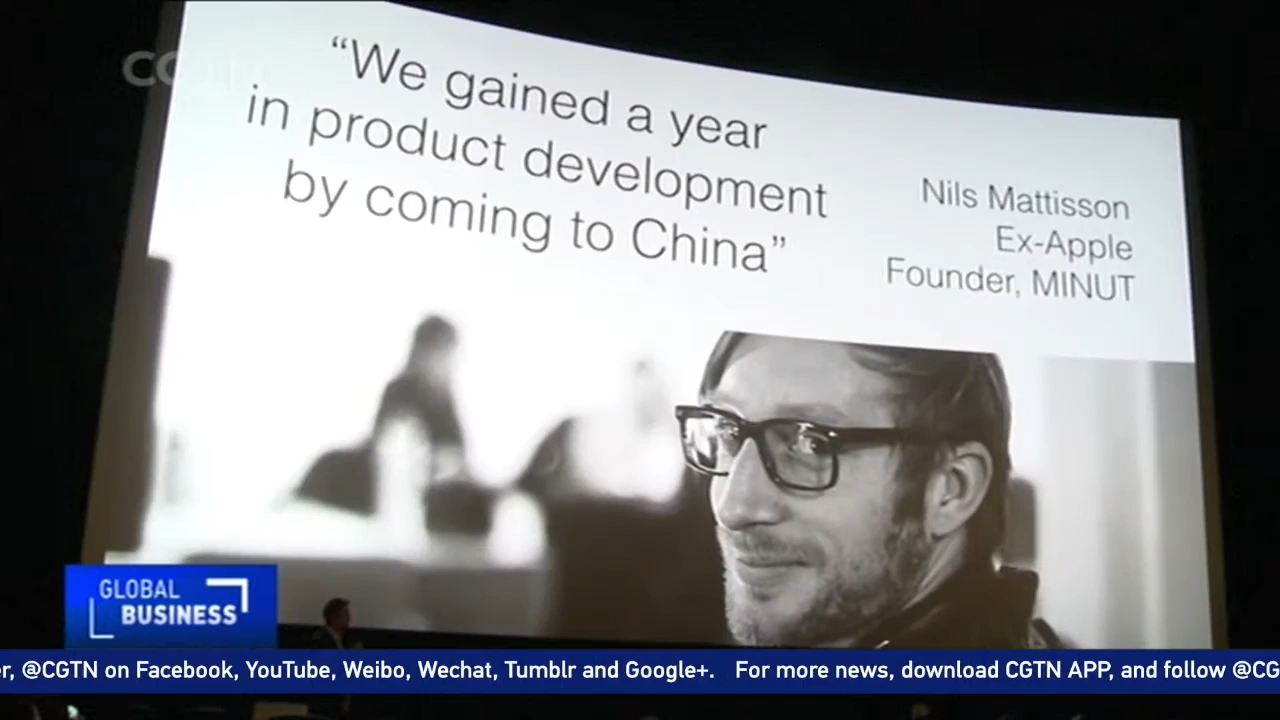 CGTN
“We gained a year
in product development
by coming to China”
Nils Mattisson
Ex-Apple
Founder, MINUT
GLOBAL
BUSINESS
r, @CGTN on Facebook, YouTube, Weibo, Wechat, Tumblr and Google+. For more news, download CGTN APP, and follow @CG